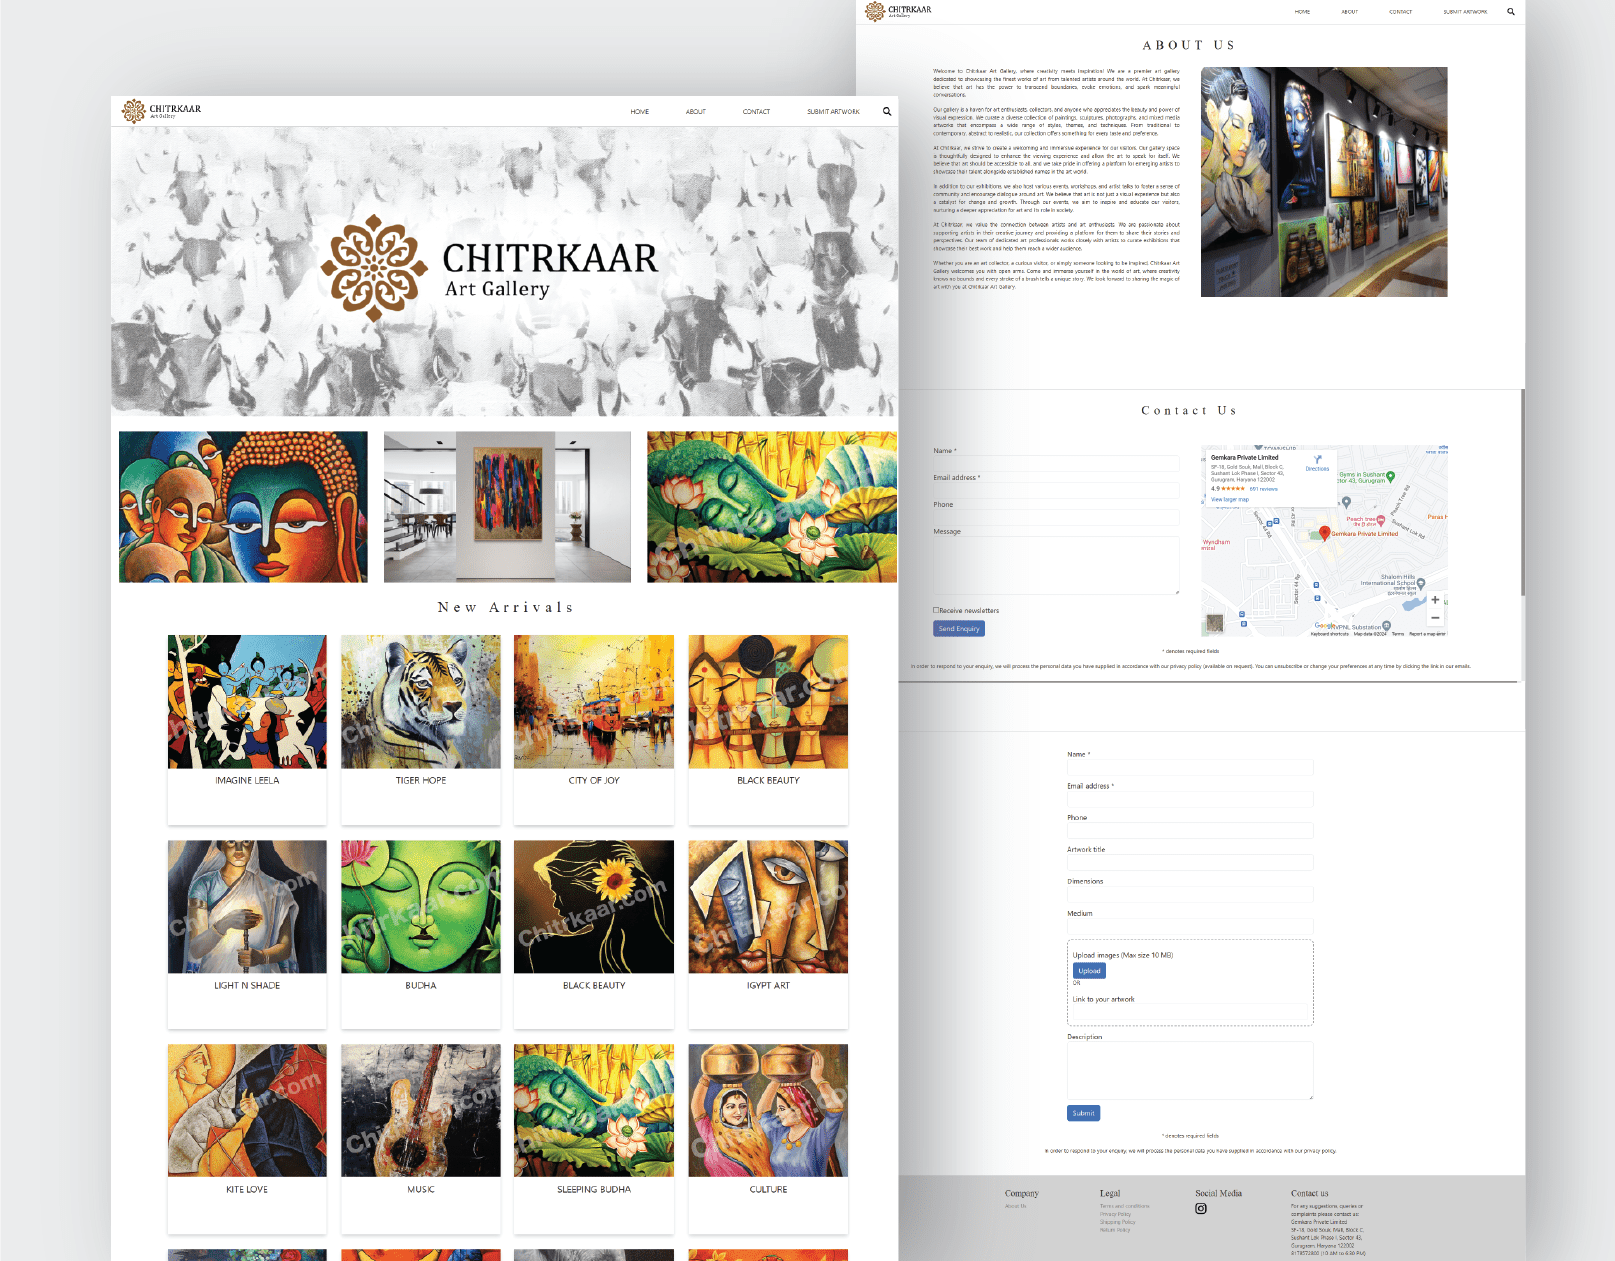 CHITRKAAR
Art Gallery
HOME
ABOUT
CONTACT
SUBMIT ARTWORK
CHITRKAAR
Art Gallery
New Arrivals
IMAGINE LEELA
TIGER HOPE
CITY OF JOY
BLACK BEAUTY
LIGHT N SHADE
BUDHA
BLACK BEAUTY
IGYPT ART
Chitrkaar.com
KITE LOVE
MUSIC
SLEEPING BUDHA
CULTURE
CHITRKAAR
Art Gallery
HOME
ABOUT
CONTACT
SUBMIT ARTWORK
ABOUT US
Welcome to Chitrkaar Art Gallery, where creativity meets inspiration! We are a premier art gallery
dedicated to showcasing the finest works of art from talented artists around the world. At Chitrkaar, we
believe that art has the power to transcend boundaries, evoke emotions, and spark meaningful
conversations.
Our gallery is a haven for art enthusiasts, collectors, and anyone who appreciates the beauty and power of
visual expression. We curate a diverse collection of paintings, sculptures, photographs, and mixed media
artworks that encompass a wide range of styles, themes, and techniques. From traditional to
contemporary, abstract to realistic, our collection offers something for every taste and preference.
At Chitrkaar, we strive to create a welcoming and immersive experience for our visitors. Our gallery space
is thoughtfully designed to enhance the viewing experience and allow the art to speak for itself. We
believe that art should be accessible to all, and we take pride in offering a platform for emerging artists to
showcase their talent alongside established names in the art world.
In addition to our exhibitions, we also host various events, workshops, and artist talks to foster a sense of
community and encourage dialogue around art. We believe that art is not just a visual experience but also
a catalyst for change and growth. Through our events, we aim to inspire and educate our visitors,
nurturing a deeper appreciation for art and its role in society.
At Chitrkaar, we value the connection between artists and art enthusiasts. We are passionate about
supporting artists in their creative journey and providing a platform for them to share their stories and
perspectives. Our team of dedicated art professionals works closely with artists to curate exhibitions that
showcase their best work and help them reach a wider audience.
Whether you are an art collector, a curious visitor, or simply someone looking to be inspired, Chitrkaar Art
Gallery welcomes you with open arms. Come and immerse yourself in the world of art, where creativity
knows no bounds and every stroke of a brush tells a unique story. We look forward to sharing the magic of
art with you at Chitrkaar Art Gallery.
Contact Us
Name *
Email address *
Phone
Message
Receive newsletters
Send Enquiry
Gemkara Private Limited
SF-18, Gold Souk, Mall, Block C,
Sushant Lok Phase I, Sector 43,
Gurugram, Haryana 122002
4.9 ★★★★★ 691 reviews
View larger map
Directions
Gyms in Sushant
Sector 43, Gurugram
Peach tree
Peach Tree Rd
Sushant Lok Rd
Paras H
Gemkara Private Limited
Wyndham
Shalom Hills
International School
Sector 44 Rd
Google
Substation
Keyboard shortcuts
Map data ©2024
Terms
Report a map error
* denotes required fields
In order to respond to your enquiry, we will process the personal data you have supplied in accordance with our privacy policy (available on request). You can unsubscribe or change your preferences at any time by clicking the link in our emails.
Name *
Email address *
Phone
Artwork title
Dimensions
Medium
Upload images (Max size 10 MB)
Upload
OR
Link to your artwork
Description
Submit
* denotes required fields
In order to respond to your enquiry, we will process the personal data you have supplied in accordance with our privacy policy.
Company
About Us
Legal
Terms and conditions
Privacy Policy
Shipping Policy
Return Policy
Social Media
Contact us
For any suggestions, queries or
complaints please contact us:
Gemkara Private Limited
SF-18, Gold Souk, Mall, Block C,
Sushant Lok Phase I, Sector 43,
Gurugram, Haryana 122002
(10 AM to 6:30 PM)